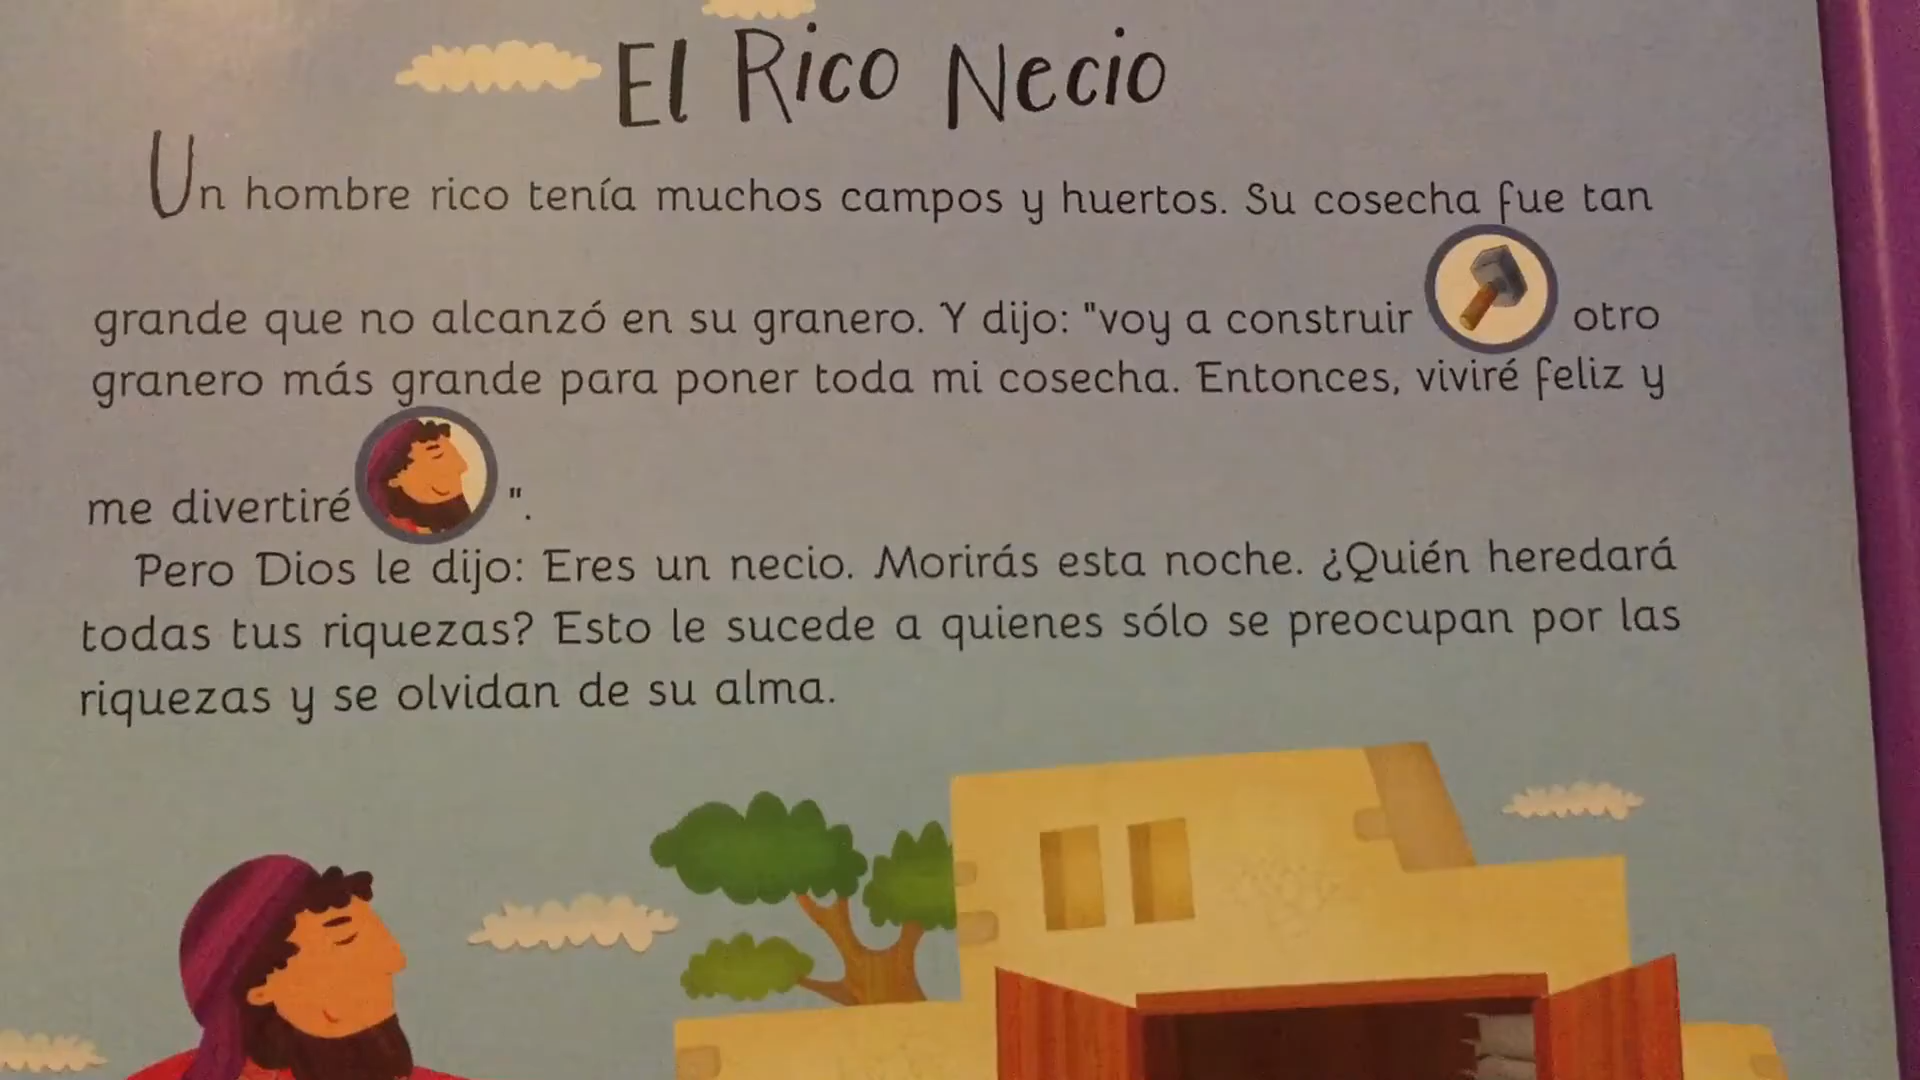 El Rico Necio
Un hombre rico tenía muchos campos y huertos. Su cosecha fue tan
grande que no alcanzó en su granero. Y dijo: "voy a construir otro
granero más grande para poner toda mi cosecha. Entonces, viviré feliz y
me divertiré ".
Pero Dios le dijo: Eres un necio. Morirás esta noche. ¿Quién heredará
todas tus riquezas? Esto le sucede a quienes sólo se preocupan por las
riquezas y se olvidan de su alma.